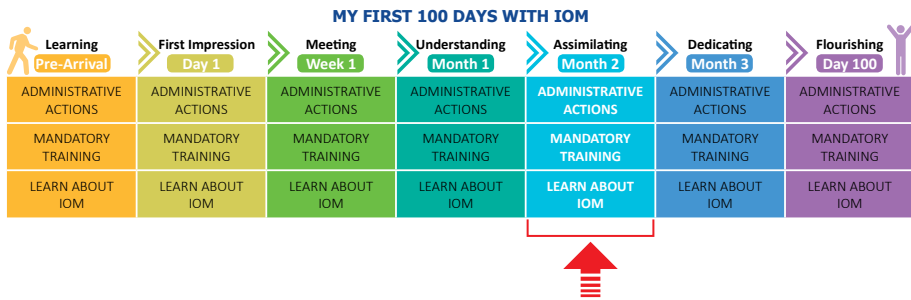 MY FIRST 100 DAYS WITH IOM
Learning
Pre-Arrival
First Impression
Day 1
Meeting
Week 1
Understanding
Month 1
Assimilating
Month 2
Dedicating
Month 3
Flourishing
Day 100
ADMINISTRATIVE
ACTIONS
ADMINISTRATIVE
ACTIONS
ADMINISTRATIVE
ACTIONS
ADMINISTRATIVE
ACTIONS
ADMINISTRATIVE
ACTIONS
ADMINISTRATIVE
ACTIONS
ADMINISTRATIVE
ACTIONS
MANDATORY
TRAINING
MANDATORY
TRAINING
MANDATORY
TRAINING
MANDATORY
TRAINING
MANDATORY
TRAINING
MANDATORY
TRAINING
MANDATORY
TRAINING
LEARN ABOUT
IOM
LEARN ABOUT
IOM
LEARN ABOUT
IOM
LEARN ABOUT
IOM
LEARN ABOUT
IOM
LEARN ABOUT
IOM
LEARN ABOUT
IOM